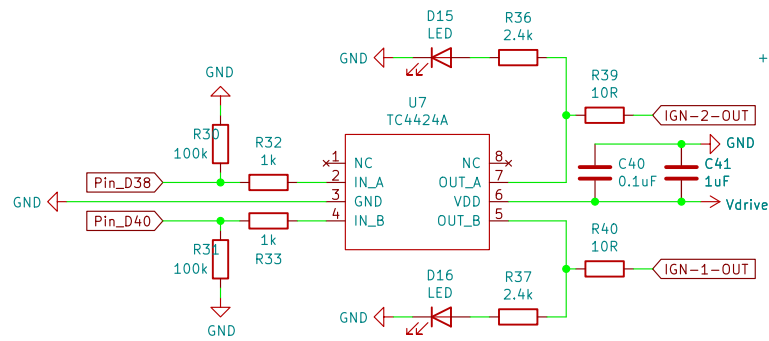 D15
LED
R36
2.4k
GND
+
GND
R39
10R
IGN-2-OUT
U7
TC4424A
R30
100k
R32
1k
GND
1
NC
NC
8
C40
0.1uF
C41
1uF
Pin_D38
2
IN_A
OUT_A
7
GND
3
GND
VDD
6
Vdrive
Pin_D40
4
IN_B
OUT_B
5
R31
100k
1k
R33
R40
10R
IGN-1-OUT
D16
LED
R37
2.4k
GND
GND